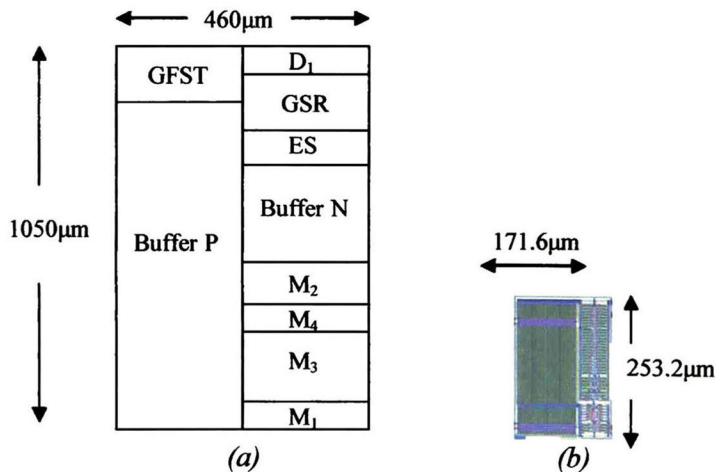 460μm
GFST
D₁
GSR
ES
Buffer N
Buffer P
1050μm
M₂
M₄
M₃
M₁
(a)
171.6μm
253.2μm
(b)